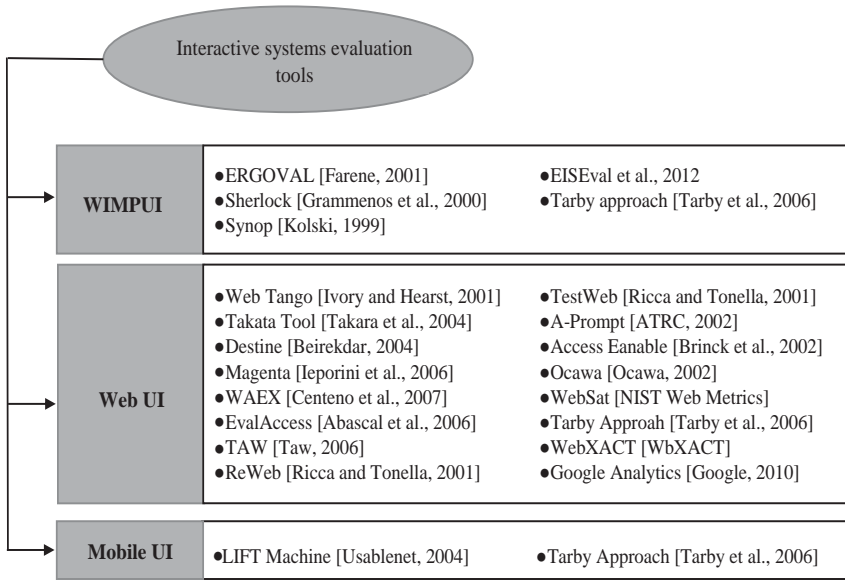 Interactive systems evaluation
tools
WIMPUI
●ERGOVAL [Farene, 2001]
●Sherlock [Grammenos et al., 2000]
●Synop [Kolski, 1999]
●EISEval et al., 2012
●Tarby approach [Tarby et al., 2006]
Web UI
●Web Tango [Ivory and Hearst, 2001]
●Takata Tool [Takara et al., 2004]
●Destine [Beirekdar, 2004]
●Magenta [Ieporini et al., 2006]
●WAEX [Centeno et al., 2007]
●EvalAccess [Abascal et al., 2006]
●TAW [Taw, 2006]
●ReWeb [Ricca and Tonella, 2001]
●TestWeb [Ricca and Tonella, 2001]
●A-Prompt [ATRC, 2002]
●Access Eanable [Brinck et al., 2002]
●Ocawa [Ocawa, 2002]
●WebSat [NIST Web Metrics]
●Tarby Approah [Tarby et al., 2006]
●WebXACT [WbXACT]
●Google Analytics [Google, 2010]
Mobile UI
●LIFT Machine [Usablenet, 2004]
●Tarby Approach [Tarby et al., 2006]